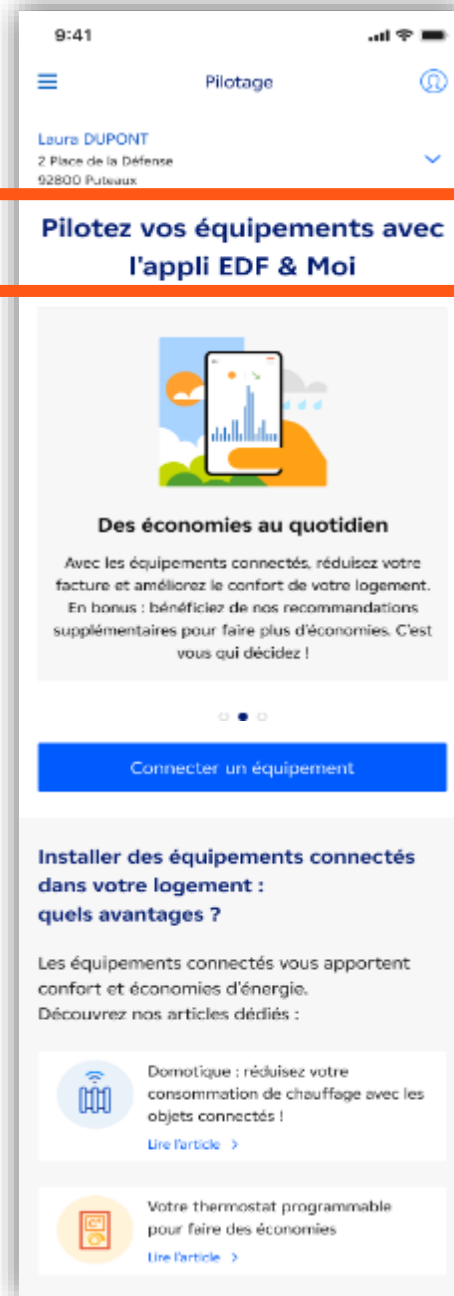 9:41
Pilotage
Laura DUPONT
2 Place de la Défense
92800 Puteaux
Pilotez vos équipements avec
l'appli EDF & Moi
Des économies au quotidien
Avec les équipements connectés, réduisez votre
facture et améliorez le confort de votre logement.
En bonus : bénéficiez de nos recommandations
supplémentaires pour faire plus d'économies. C'est
vous qui décidez !
Connecter un équipement
Installer des équipements connectés
dans votre logement :
quels avantages ?
Les équipements connectés vous apportent
confort et économies d'énergie.
Découvrez nos articles dédiés :
Domotique : réduisez votre
consommation de chauffage avec les
objets connectés !
Lire l'article >
Votre thermostat programmable
pour faire des économies
Lire l'article >